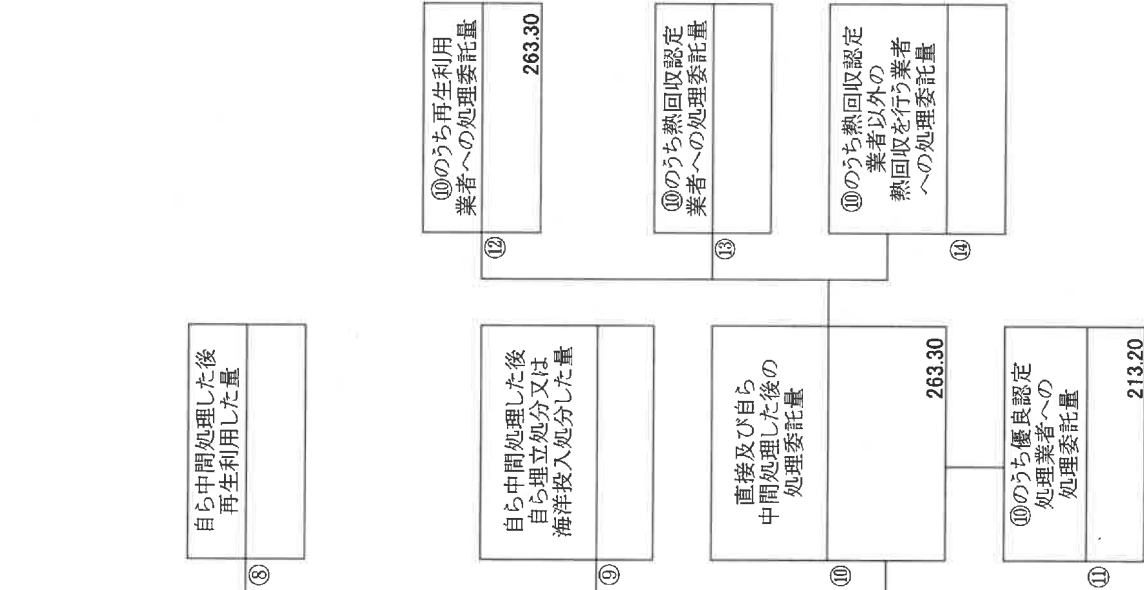 ⑧
自ら中間処理した後
再生利用した量
⑨
自ら中間処理した後
自ら埋立処分又は
海洋投入処分した量
⑩
直接及び自ら
中間処理した後の
処理委託量
263.30
⑪
⑩のうち優良認定
処理業者への
処理委託量
213.20
⑫
⑩のうち再生利用
業者への処理委託量
263.30
⑬
⑩のうち熱回収認定
業者への処理委託量
⑭
⑩のうち熱回収認定
業者以外の
熱回収を行う業者
への処理委託量